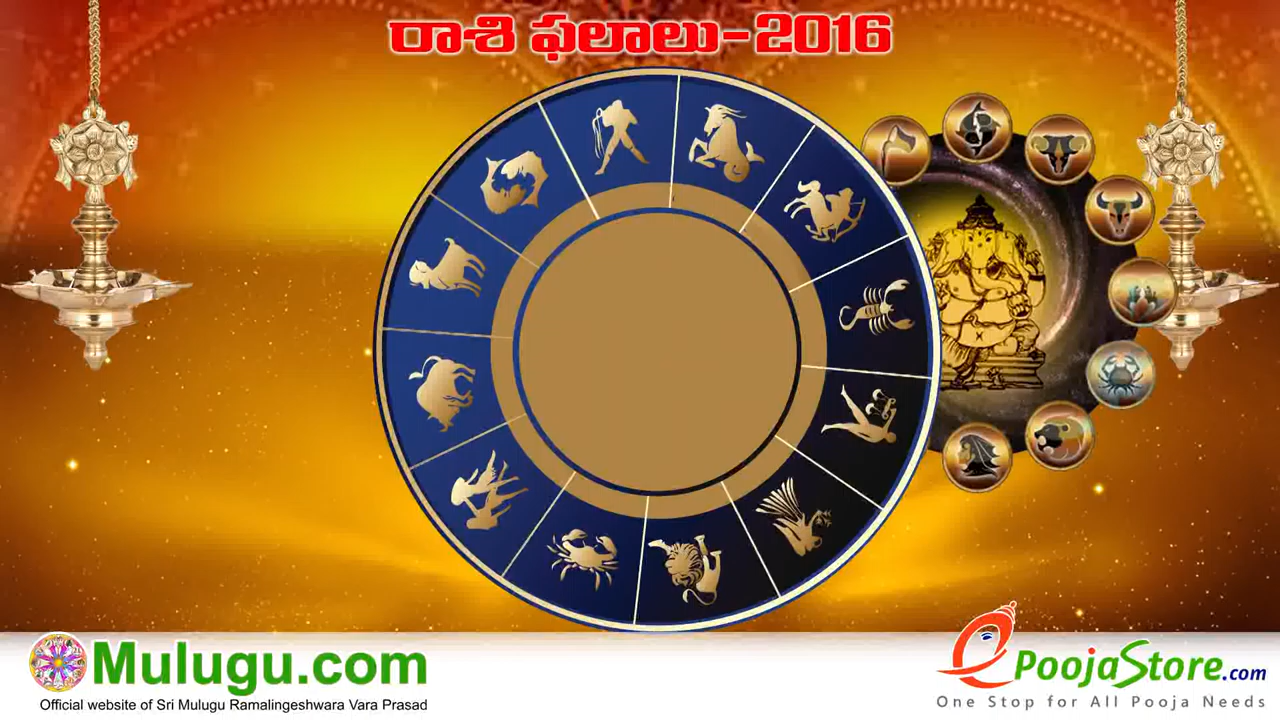 రాశి ఫలాలు-2016
Mulugu.com
Official website of Sri Mulugu Ramalingeshwara Vara Prasad
ePoojaStore.com
One Stop for All Pooja Needs